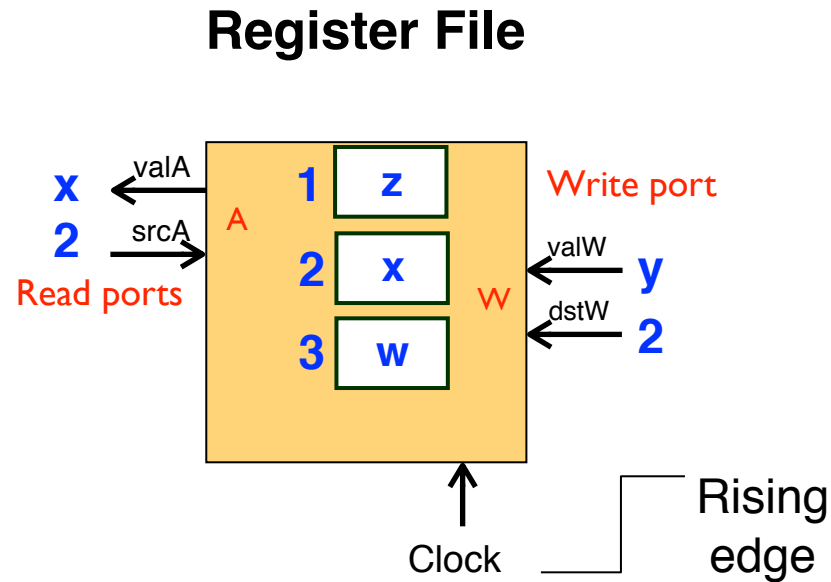 Register File
x
valA
2
srcA
Read ports
A
1
z
2
x
3
w
W
Write port
valW
y
dstW
2
Clock
Rising
edge